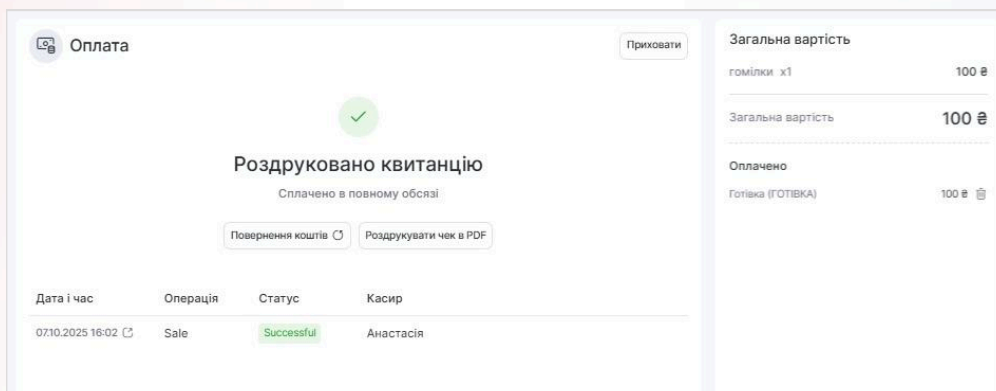 Оплата
Приховати
Роздруковано квитанцію
Сплачено в повному обсязі
Повернення коштів
Роздрукувати чек в PDF
Дата і час Операція Статус Касир
07.10.2025 16:02 Sale Successful Анастасія
Загальна вартість
гомілки x1 100 ₴
Загальна вартість 100 ₴
Оплачено
Готівка (ГОТІВКА) 100 ₴